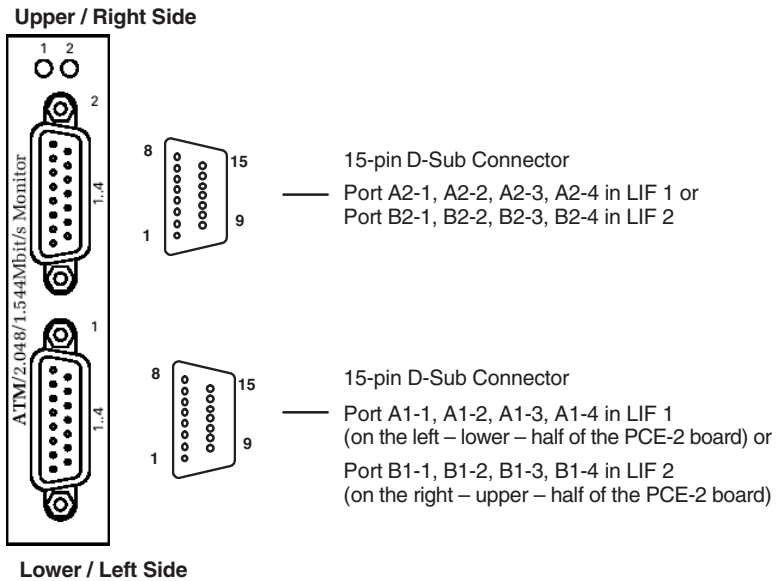 Upper / Right Side
1 2
2
1..4
ATM/2.048/1.544Mbit/s Monitor
8
15
1
9
15-pin D-Sub Connector
Port A2-1, A2-2, A2-3, A2-4 in LIF 1 or
Port B2-1, B2-2, B2-3, B2-4 in LIF 2
1
1..4
8
15
1
9
15-pin D-Sub Connector
Port A1-1, A1-2, A1-3, A1-4 in LIF 1
(on the left – lower – half of the PCE-2 board) or
Port B1-1, B1-2, B1-3, B1-4 in LIF 2
(on the right – upper – half of the PCE-2 board)
Lower / Left Side